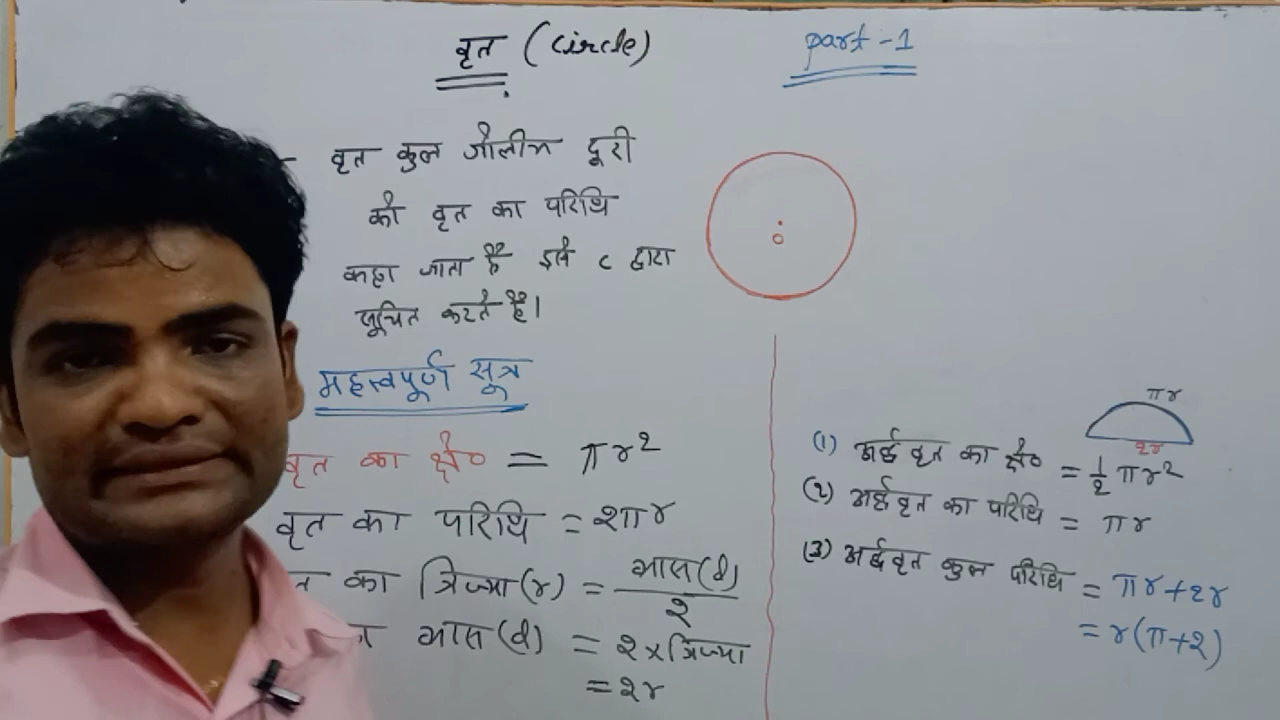 वृत (circle)
part-1
वृत कुल गोलीय दूरी
को वृत का परिधि
कहा जाता है इसे c द्वारा
सूचित करते है।
महत्वपूर्ण सूत्र
वृत का क्षे० = πr²
वृत का परिधि = 2πr
त का त्रिज्या(r) = व्यास(d)/2
व्यास(d) = 2xत्रिज्या
= 2r
o
πr
2r
(1) अर्द्धवृत का क्षे० = 1/2 πr²
(2) अर्द्धवृत का परिधि = πr
(3) अर्द्धवृत कुल परिधि = πr+2r
= r(π+2)